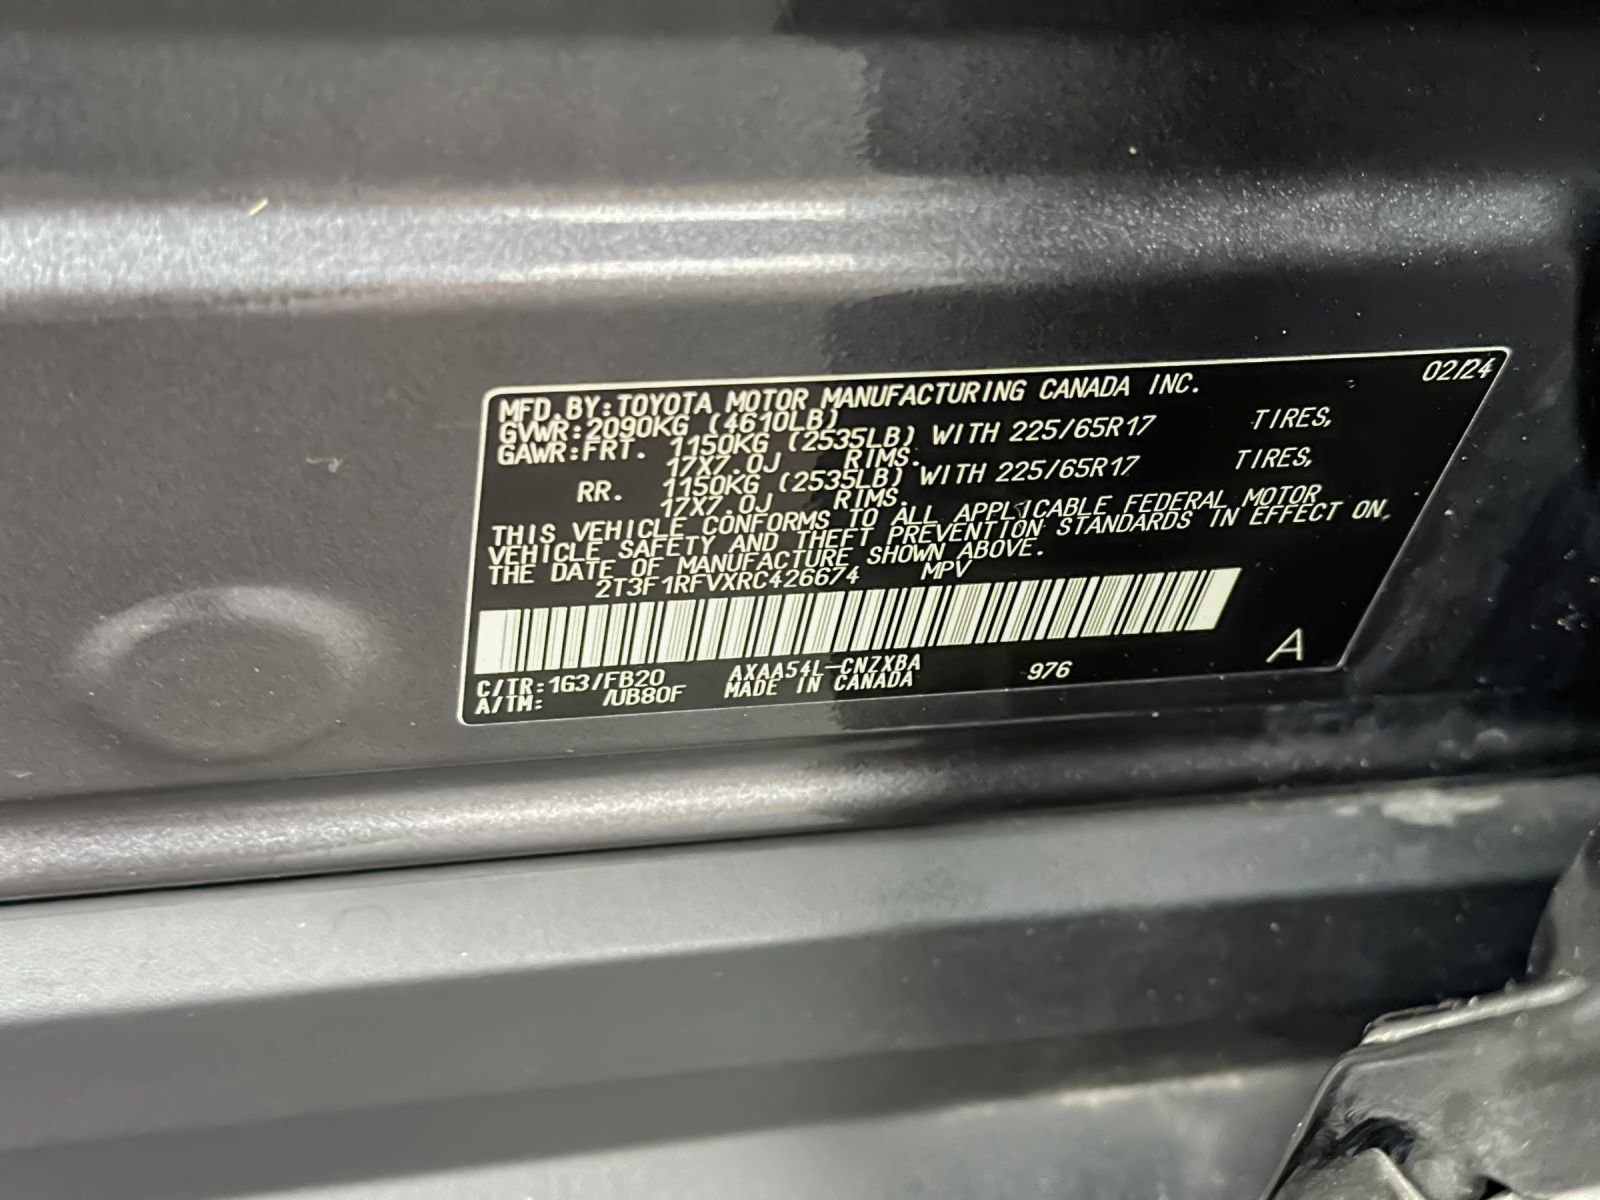 02/24
MFD.BY:TOYOTA MOTOR MANUFACTURING CANADA INC.
GVWR:2090KG (4610LB)
GAWR:FRT. 1150KG (2535LB) WITH 225/65R17 TIRES,
17X7.0J RIMS.
RR. 1150KG (2535LB) WITH 225/65R17 TIRES,
17X7.0J RIMS.
THIS VEHICLE CONFORMS TO ALL APPLICABLE FEDERAL MOTOR
VEHICLE SAFETY AND THEFT PREVENTION STANDARDS IN EFFECT ON
THE DATE OF MANUFACTURE SHOWN ABOVE.
2T3F1RFVXRC426674 MPV
C/TR:1G3/FB20 AXAA54L-CNZXBA 976 A
A/TM: /UB80F MADE IN CANADA